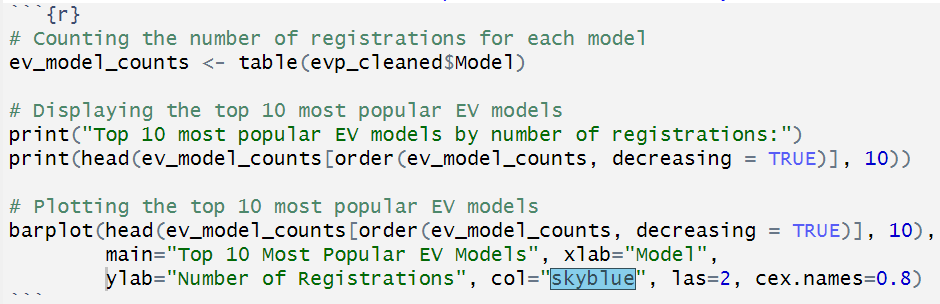 ```{r}
# Counting the number of registrations for each model
ev_model_counts <- table(evp_cleaned$Model)

# Displaying the top 10 most popular EV models
print("Top 10 most popular EV models by number of registrations:")
print(head(ev_model_counts[order(ev_model_counts, decreasing = TRUE)], 10))

# Plotting the top 10 most popular EV models
barplot(head(ev_model_counts[order(ev_model_counts, decreasing = TRUE)], 10),
        main="Top 10 Most Popular EV Models", xlab="Model",
        ylab="Number of Registrations", col="skyblue", las=2, cex.names=0.8)
```